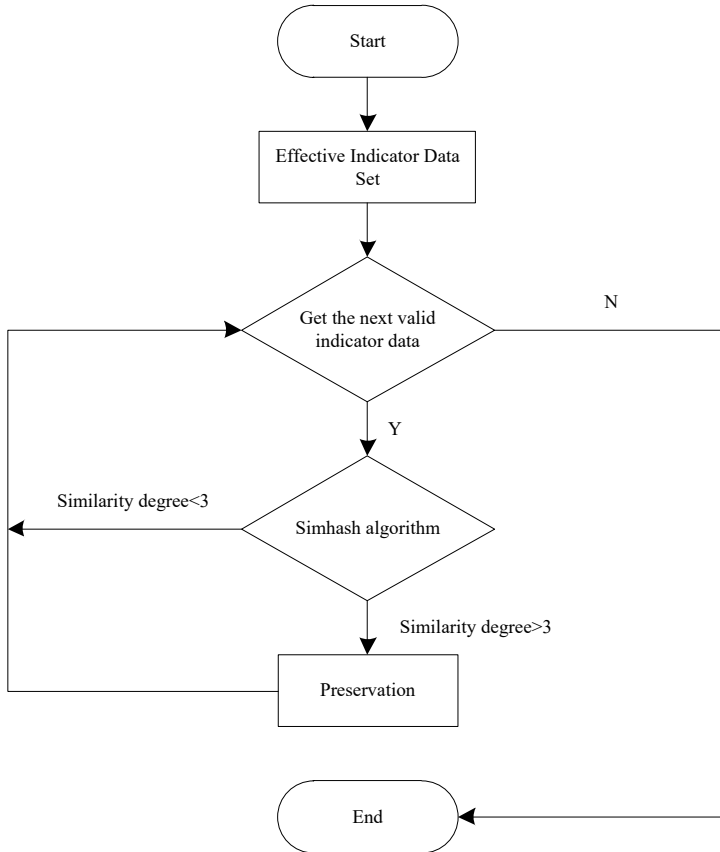 Start
Effective Indicator Data
Set
Get the next valid
indicator data
N
Y
Similarity degree<3
Simhash algorithm
Similarity degree>3
Preservation
End